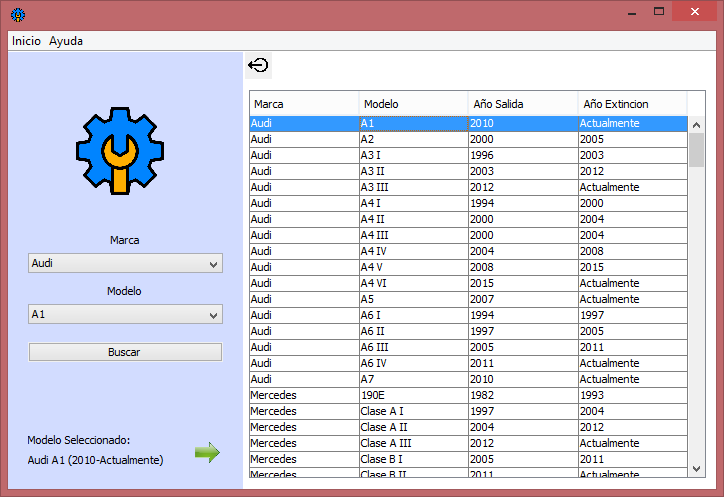 Inicio Ayuda
Marca
Audi
Modelo
A1
Buscar
Modelo Seleccionado:
Audi A1 (2010-Actualmente)
Marca Modelo Año Salida Año Extincion
Audi A1 2010 Actualmente
Audi A2 2000 2005
Audi A3 I 1996 2003
Audi A3 II 2003 2012
Audi A3 III 2012 Actualmente
Audi A4 I 1994 2000
Audi A4 II 2000 2004
Audi A4 III 2000 2004
Audi A4 IV 2004 2008
Audi A4 V 2008 2015
Audi A4 VI 2015 Actualmente
Audi A5 2007 Actualmente
Audi A6 I 1994 1997
Audi A6 II 1997 2005
Audi A6 III 2005 2011
Audi A6 IV 2011 Actualmente
Audi A7 2010 Actualmente
Mercedes 190E 1982 1993
Mercedes Clase A I 1997 2004
Mercedes Clase A II 2004 2012
Mercedes Clase A III 2012 Actualmente
Mercedes Clase B I 2005 2011
Mercedes Clase B II 2011 Actualmente